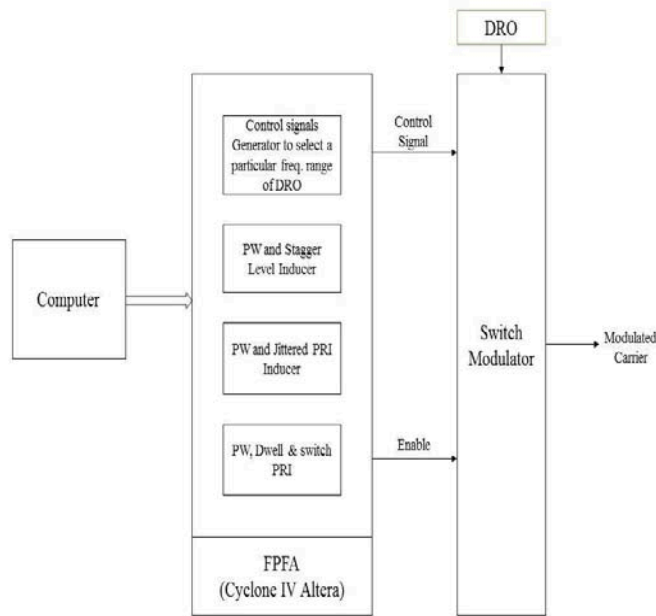 DRO
Control signals
Generator to select a
particular freq. range
of DRO
Control
Signal
PW and Stagger
Level Inducer
Computer
PW and Jittered PRI
Inducer
Switch
Modulator
Modulated
Carrier
PW, Dwell & switch
PRI
Enable
FPFA
(Cyclone IV Altera)